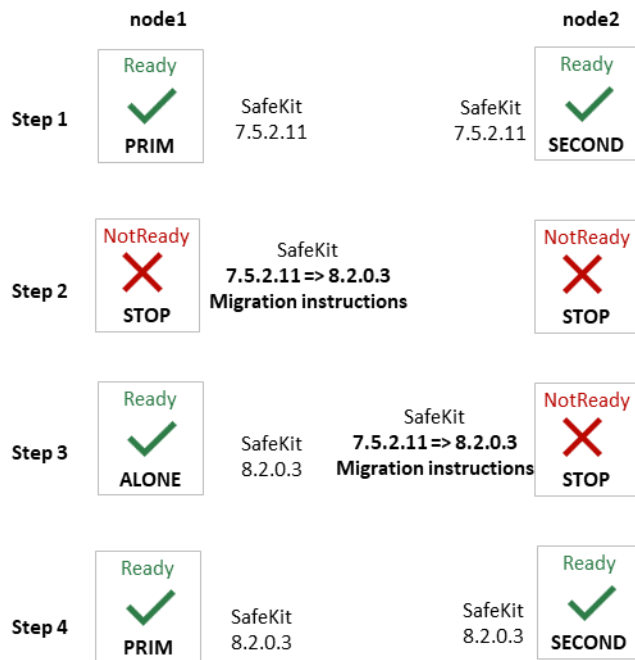 node1
node2
Step 1
Ready
PRIM
SafeKit
7.5.2.11
SafeKit
7.5.2.11
Ready
SECOND
Step 2
NotReady
STOP
SafeKit
7.5.2.11 => 8.2.0.3
Migration instructions
NotReady
STOP
Step 3
Ready
ALONE
SafeKit
8.2.0.3
SafeKit
7.5.2.11 => 8.2.0.3
Migration instructions
NotReady
STOP
Step 4
Ready
PRIM
SafeKit
8.2.0.3
SafeKit
8.2.0.3
Ready
SECOND